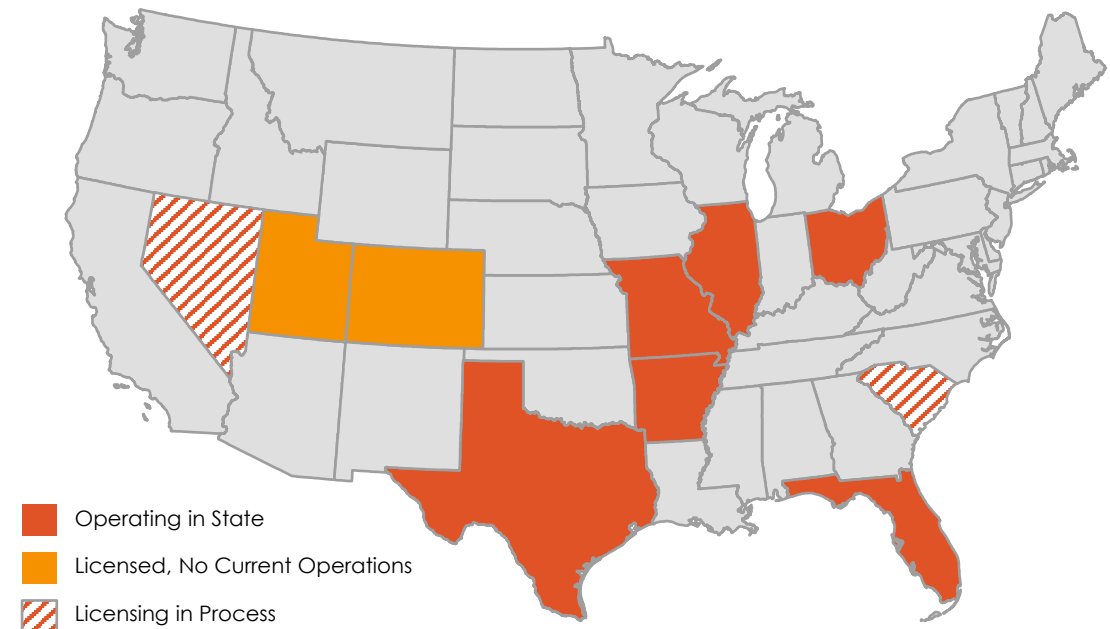 Operating in State
Licensed, No Current Operations
Licensing in Process